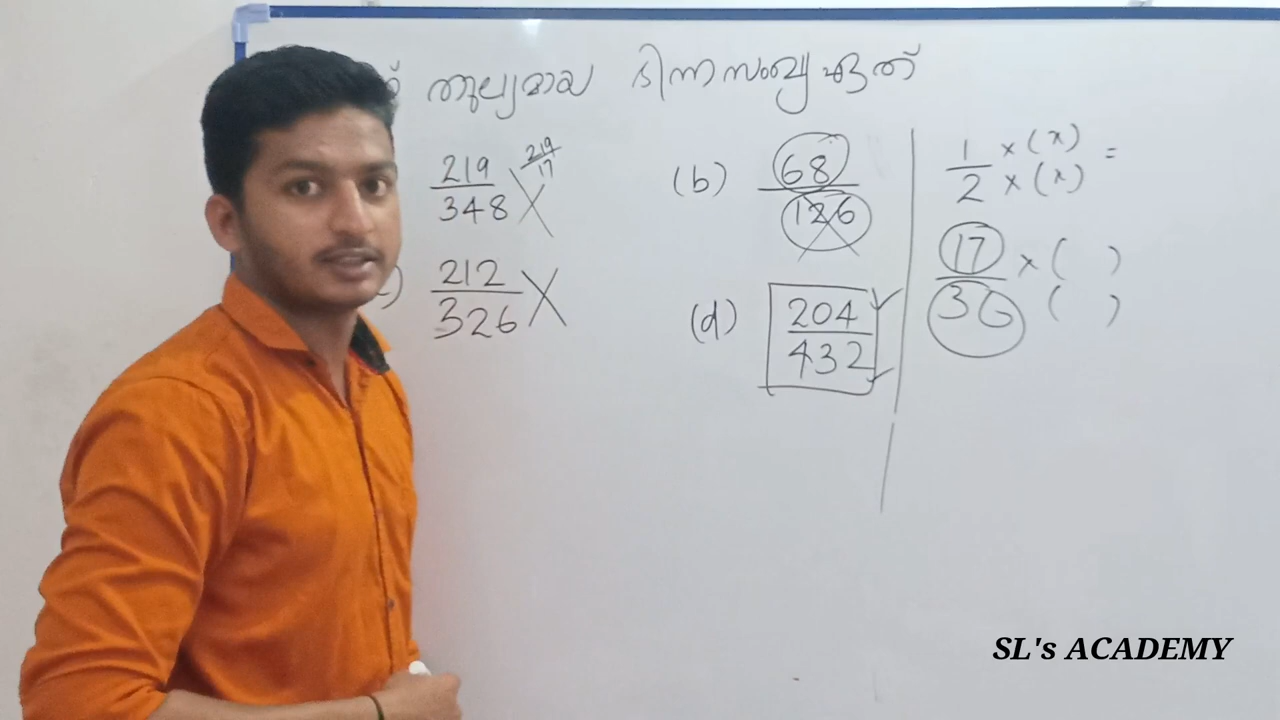 ന് തുല്യമായ ഭിന്നസംഖ്യ ഏത്
219/348 219/17
(b) 68/126
212/326
(d) 204/432
1/2 × (x) =
× (x)
17/36 × ( )
( )
SL's ACADEMY